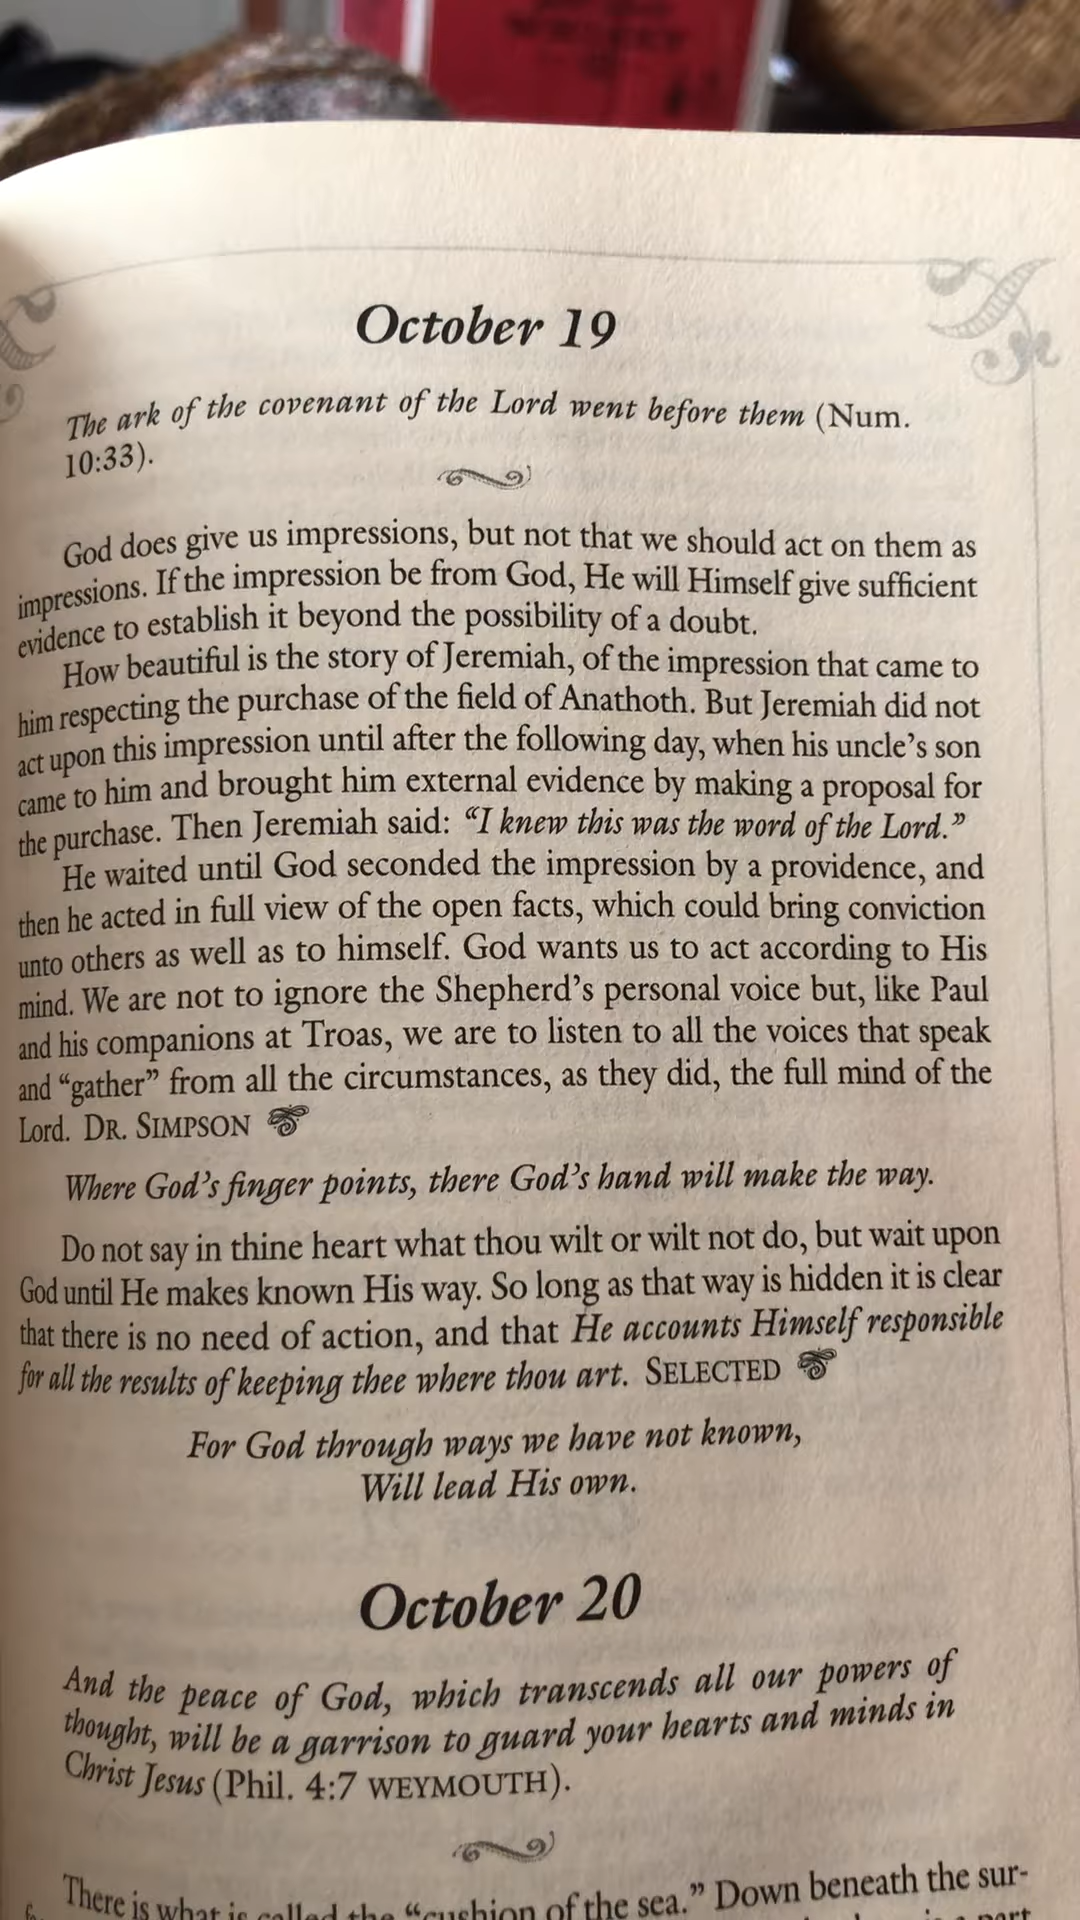 October 19
The ark of the covenant of the Lord went before them (Num.
10:33).
God does give us impressions, but not that we should act on them as
impressions. If the impression be from God, He will Himself give sufficient
evidence to establish it beyond the possibility of a doubt.
How beautiful is the story of Jeremiah, of the impression that came to
him respecting the purchase of the field of Anathoth. But Jeremiah did not
act upon this impression until after the following day, when his uncle’s son
came to him and brought him external evidence by making a proposal for
the purchase. Then Jeremiah said: “I knew this was the word of the Lord.”
He waited until God seconded the impression by a providence, and
then he acted in full view of the open facts, which could bring conviction
unto others as well as to himself. God wants us to act according to His
mind. We are not to ignore the Shepherd’s personal voice but, like Paul
and his companions at Troas, we are to listen to all the voices that speak
and “gather” from all the circumstances, as they did, the full mind of the
Lord. DR. SIMPSON
Where God’s finger points, there God’s hand will make the way.
Do not say in thine heart what thou wilt or wilt not do, but wait upon
God until He makes known His way. So long as that way is hidden it is clear
that there is no need of action, and that He accounts Himself responsible
for all the results of keeping thee where thou art. SELECTED
For God through ways we have not known,
Will lead His own.
October 20
And the peace of God, which transcends all our powers of
thought, will be a garrison to guard your hearts and minds in
Christ Jesus (Phil. 4:7 WEYMOUTH).
There is what is called the “cushion of the sea.” Down beneath the sur-